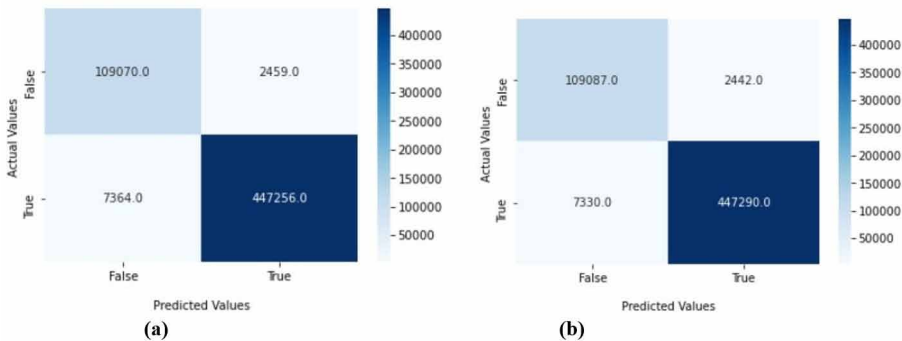 400000
350000
300000
250000
200000
150000
100000
50000
109070.0
2459.0
7364.0
447256.0
False
True
Actual Values
False
True
Predicted Values
(a)
400000
350000
300000
250000
200000
150000
100000
50000
109087.0
2442.0
7330.0
447290.0
False
True
Actual Values
False
True
Predicted Values
(b)